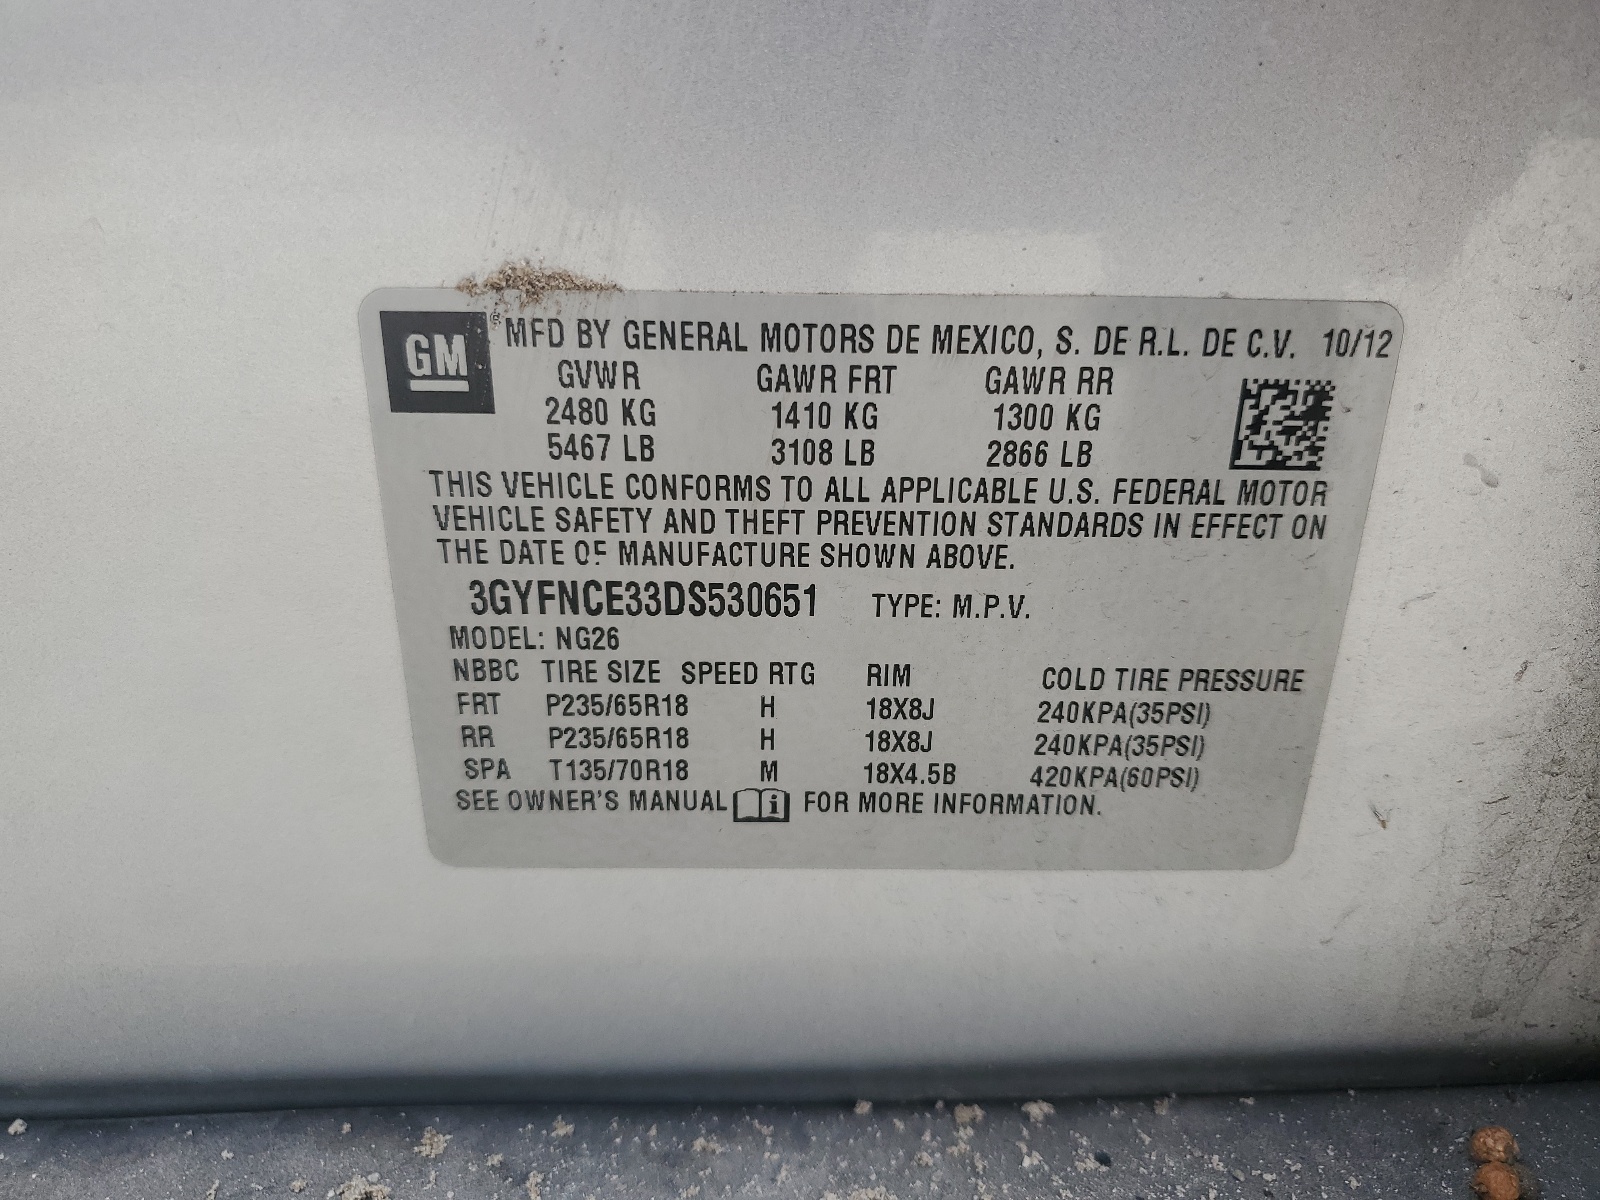 GM ® MFD BY GENERAL MOTORS DE MEXICO, S. DE R.L. DE C.V. 10/12
GVWR GAWR FRT GAWR RR
2480 KG 1410 KG 1300 KG
5467 LB 3108 LB 2866 LB
THIS VEHICLE CONFORMS TO ALL APPLICABLE U.S. FEDERAL MOTOR
VEHICLE SAFETY AND THEFT PREVENTION STANDARDS IN EFFECT ON
THE DATE OF MANUFACTURE SHOWN ABOVE.
3GYFNCE33DS530651 TYPE: M.P.V.
MODEL: NG26
NBBC TIRE SIZE SPEED RTG RIM COLD TIRE PRESSURE
FRT P235/65R18 H 18X8J 240KPA(35PSI)
RR P235/65R18 H 18X8J 240KPA(35PSI)
SPA T135/70R18 M 18X4.5B 420KPA(60PSI)
SEE OWNER'S MANUAL i FOR MORE INFORMATION.